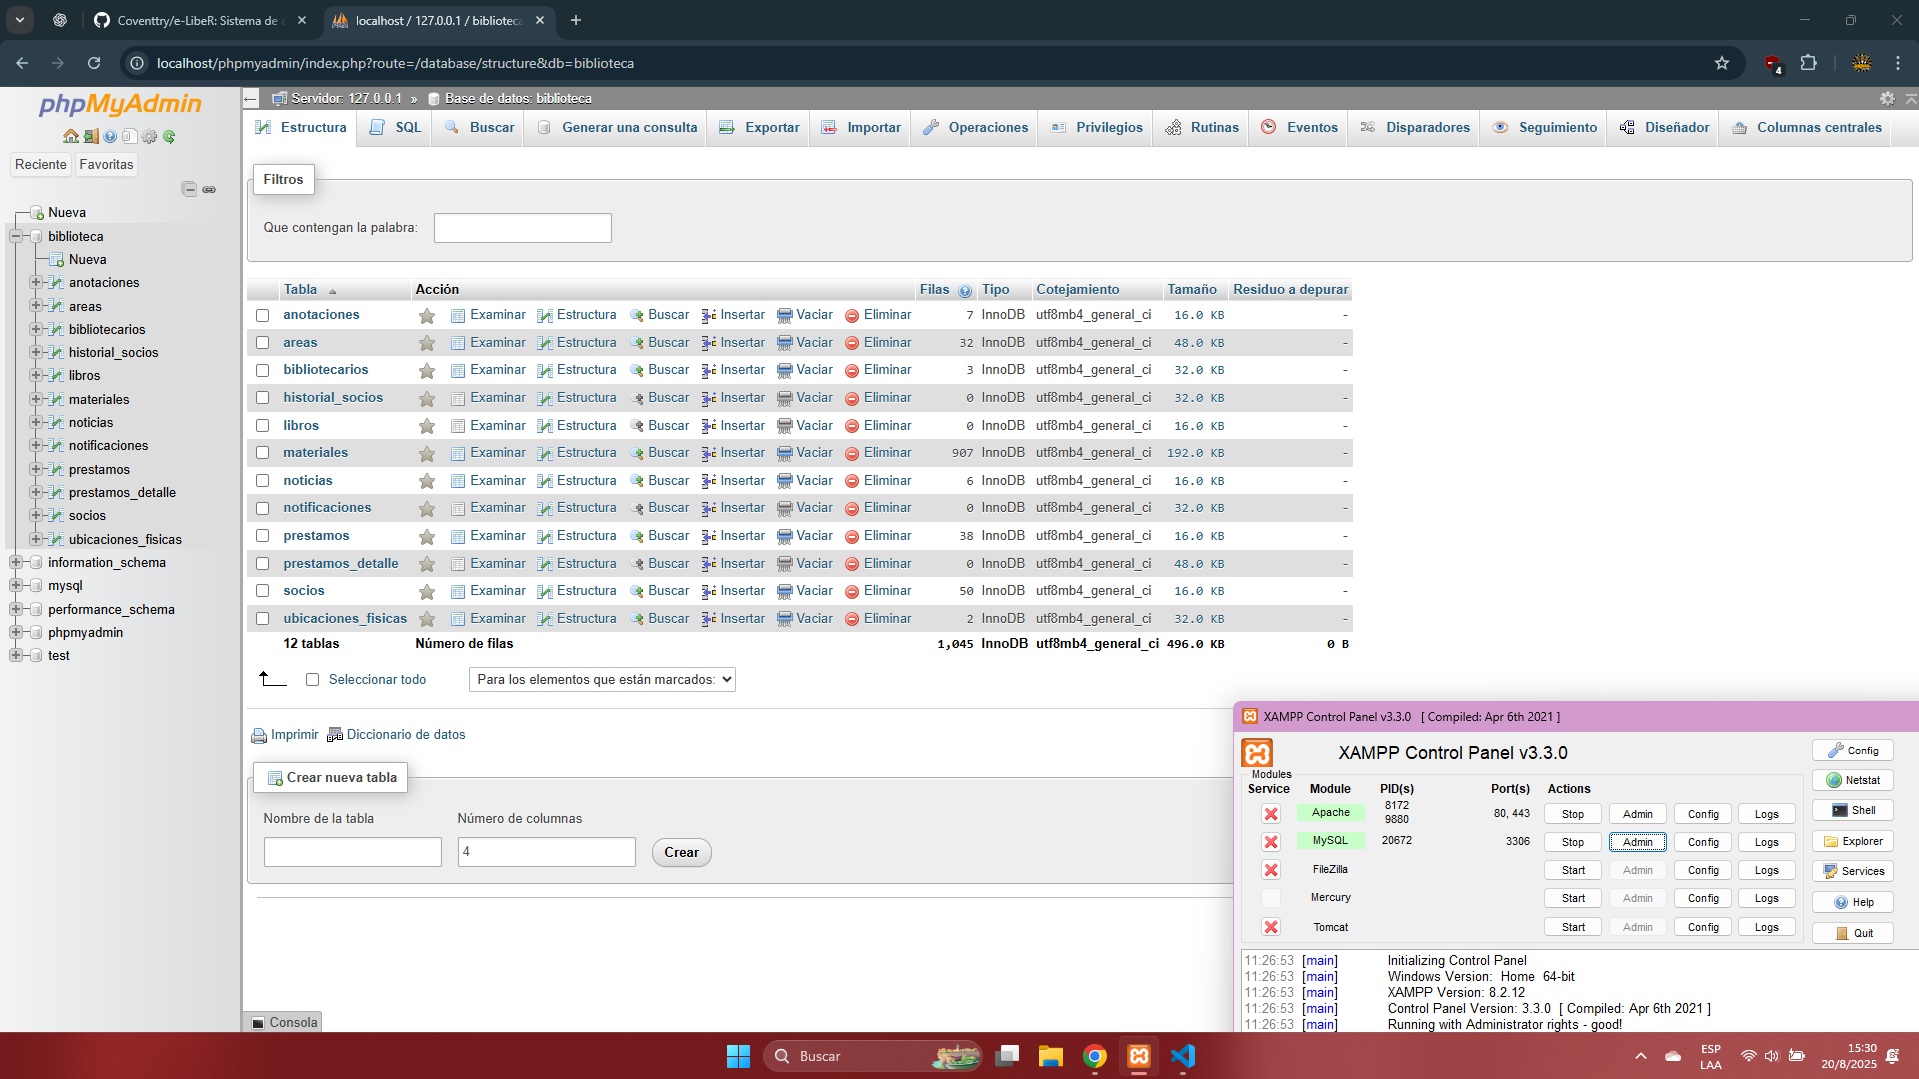 Coventtry/e-LibeR: Sistema de a
localhost / 127.0.0.1 / biblioteca
localhost/phpmyadmin/index.php?route=/database/structure&db=biblioteca
4
phpMyAdmin
Reciente Favoritas
Nueva
biblioteca
Nueva
anotaciones
areas
bibliotecarios
historial_socios
libros
materiales
noticias
notificaciones
prestamos
prestamos_detalle
socios
ubicaciones_fisicas
information_schema
mysql
performance_schema
phpmyadmin
test
Servidor: 127.0.0.1 » Base de datos: biblioteca
Estructura SQL Buscar Generar una consulta Exportar Importar Operaciones Privilegios Rutinas Eventos Disparadores Seguimiento Diseñador Columnas centrales
Filtros
Que contengan la palabra:
Tabla Acción Filas Tipo Cotejamiento Tamaño Residuo a depurar
anotaciones Examinar Estructura Buscar Insertar Vaciar Eliminar 7 InnoDB utf8mb4_general_ci 16.0 KB -
areas Examinar Estructura Buscar Insertar Vaciar Eliminar 32 InnoDB utf8mb4_general_ci 48.0 KB -
bibliotecarios Examinar Estructura Buscar Insertar Vaciar Eliminar 3 InnoDB utf8mb4_general_ci 32.0 KB -
historial_socios Examinar Estructura Buscar Insertar Vaciar Eliminar 0 InnoDB utf8mb4_general_ci 32.0 KB -
libros Examinar Estructura Buscar Insertar Vaciar Eliminar 0 InnoDB utf8mb4_general_ci 16.0 KB -
materiales Examinar Estructura Buscar Insertar Vaciar Eliminar 907 InnoDB utf8mb4_general_ci 192.0 KB -
noticias Examinar Estructura Buscar Insertar Vaciar Eliminar 6 InnoDB utf8mb4_general_ci 16.0 KB -
notificaciones Examinar Estructura Buscar Insertar Vaciar Eliminar 0 InnoDB utf8mb4_general_ci 32.0 KB -
prestamos Examinar Estructura Buscar Insertar Vaciar Eliminar 38 InnoDB utf8mb4_general_ci 16.0 KB -
prestamos_detalle Examinar Estructura Buscar Insertar Vaciar Eliminar 0 InnoDB utf8mb4_general_ci 48.0 KB -
socios Examinar Estructura Buscar Insertar Vaciar Eliminar 50 InnoDB utf8mb4_general_ci 16.0 KB -
ubicaciones_fisicas Examinar Estructura Buscar Insertar Vaciar Eliminar 2 InnoDB utf8mb4_general_ci 32.0 KB -
12 tablas Número de filas 1,045 InnoDB utf8mb4_general_ci 496.0 KB 0 B
Seleccionar todo Para los elementos que están marcados:
Imprimir Diccionario de datos
Crear nueva tabla
Nombre de la tabla Número de columnas
4 Crear
Consola
XAMPP Control Panel v3.3.0 [ Compiled: Apr 6th 2021 ]
XAMPP Control Panel v3.3.0
Modules
Service Module PID(s) Port(s) Actions
Apache 8172 9880 80, 443 Stop Admin Config Logs
MySQL 20672 3306 Stop Admin Config Logs
FileZilla Start Admin Config Logs
Mercury Start Admin Config Logs
Tomcat Start Admin Config Logs
Config
Netstat
Shell
Explorer
Services
Help
Quit
11:26:53 [main] Initializing Control Panel
11:26:53 [main] Windows Version: Home 64-bit
11:26:53 [main] XAMPP Version: 8.2.12
11:26:53 [main] Control Panel Version: 3.3.0 [ Compiled: Apr 6th 2021 ]
11:26:53 [main] Running with Administrator rights - good!
Buscar
ESP
LAA
15:30
20/8/2025